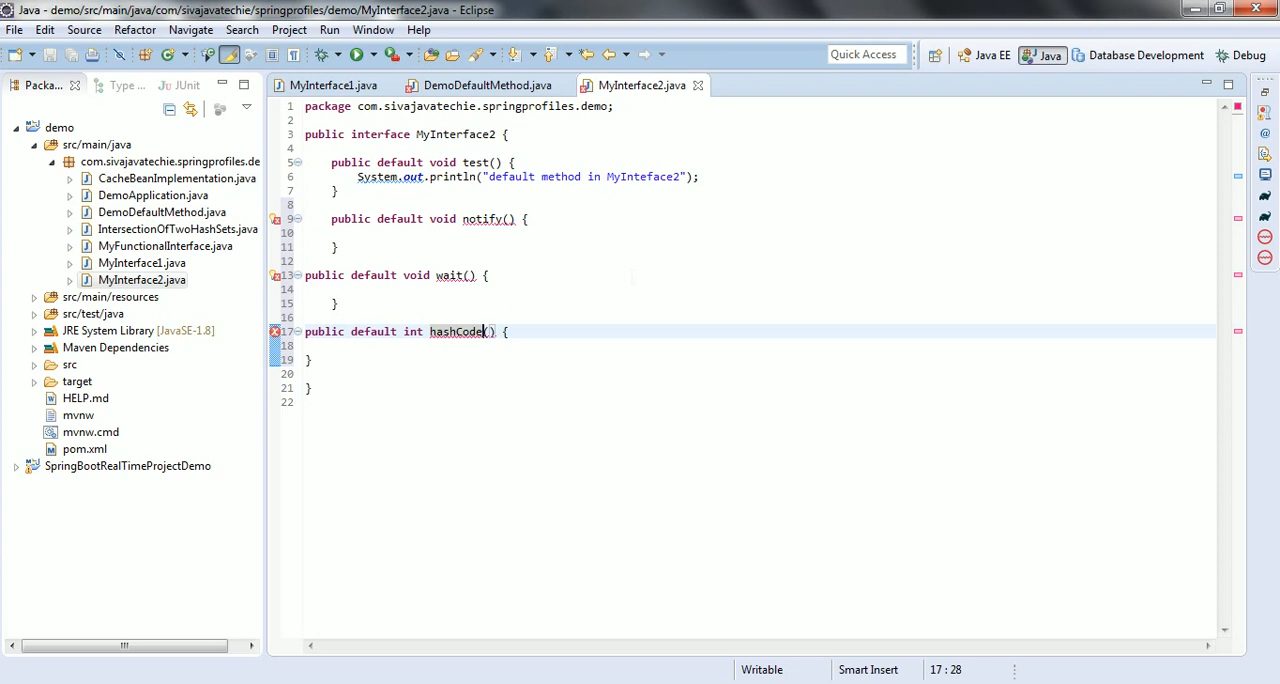 Java - demo/src/main/java/com/sivajavatechie/springprofiles/demo/MyInterface2.java - Eclipse
File Edit Source Refactor Navigate Search Project Run Window Help
Quick Access Java EE Java Database Development Debug
Packa... Type ... JUnit
MyInterface1.java DemoDefaultMethod.java MyInterface2.java
demo
src/main/java
com.sivajavatechie.springprofiles.de
CacheBeanImplementation.java
DemoApplication.java
DemoDefaultMethod.java
IntersectionOfTwoHashSets.java
MyFunctionalInterface.java
MyInterface1.java
MyInterface2.java
src/main/resources
src/test/java
JRE System Library [JavaSE-1.8]
Maven Dependencies
src
target
HELP.md
mvnw
mvnw.cmd
pom.xml
SpringBootRealTimeProjectDemo
1 package com.sivajavatechie.springprofiles.demo;
2
3 public interface MyInterface2 {
4
5 public default void test() {
6 System.out.println("default method in MyInteface2");
7 }
8
9 public default void notify() {
10
11 }
12
13 public default void wait() {
14
15 }
16
17 public default int hashCode() {
18
19 }
20
21 }
22
Writable Smart Insert 17 : 28